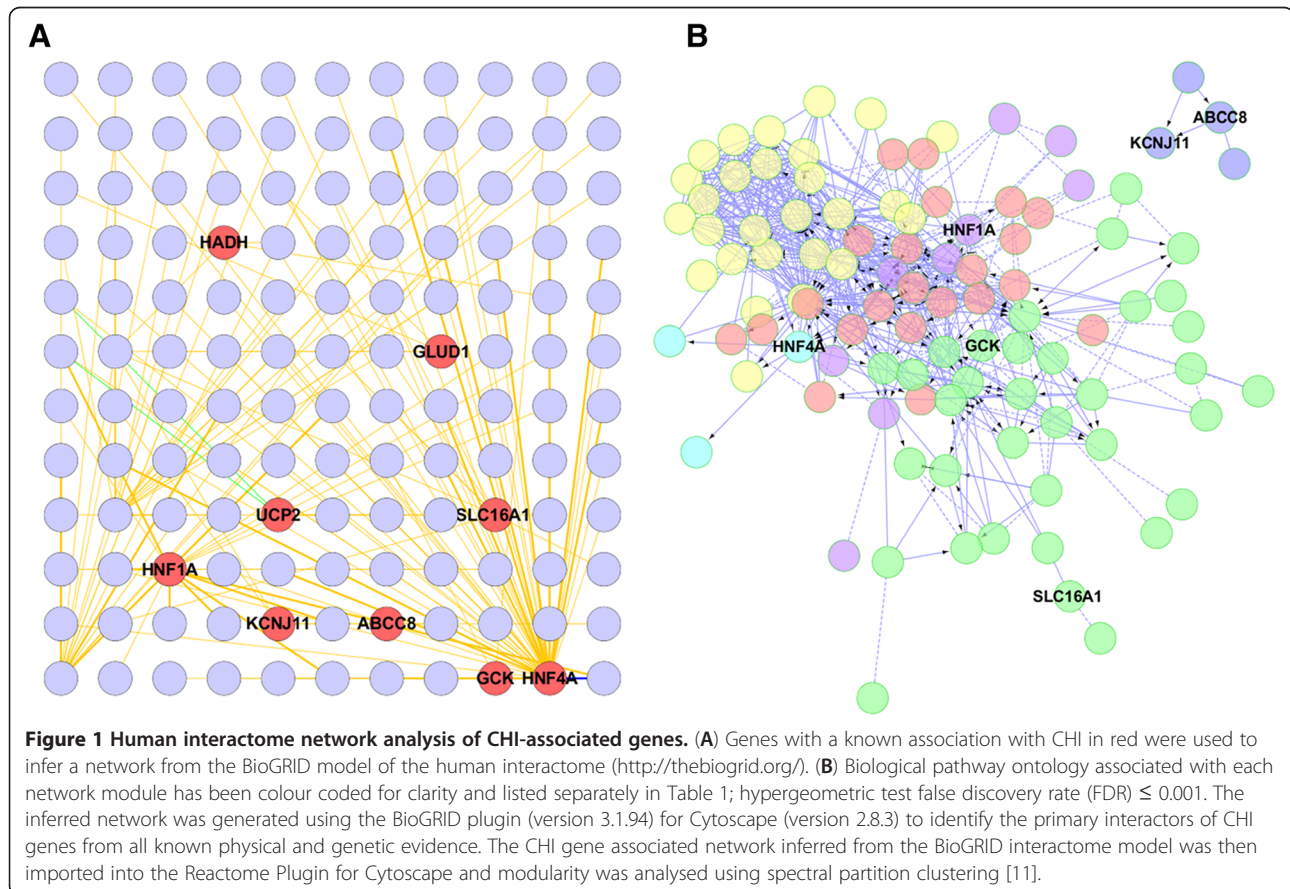 A
B
ABCC8
KCNJ11
HNF1A
HADH
HNF4A
GCK
GLUD1
UCP2
SLC16A1
HNF1A
SLC16A1
KCNJ11
ABCC8
GCK
HNF4A
Figure 1 Human interactome network analysis of CHI-associated genes. (A) Genes with a known association with CHI in red were used to
infer a network from the BioGRID model of the human interactome (http://thebiogrid.org/). (B) Biological pathway ontology associated with each
network module has been colour coded for clarity and listed separately in Table 1; hypergeometric test false discovery rate (FDR) ≤ 0.001. The
inferred network was generated using the BioGRID plugin (version 3.1.94) for Cytoscape (version 2.8.3) to identify the primary interactors of CHI
genes from all known physical and genetic evidence. The CHI gene associated network inferred from the BioGRID interactome model was then
imported into the Reactome Plugin for Cytoscape and modularity was analysed using spectral partition clustering [11].